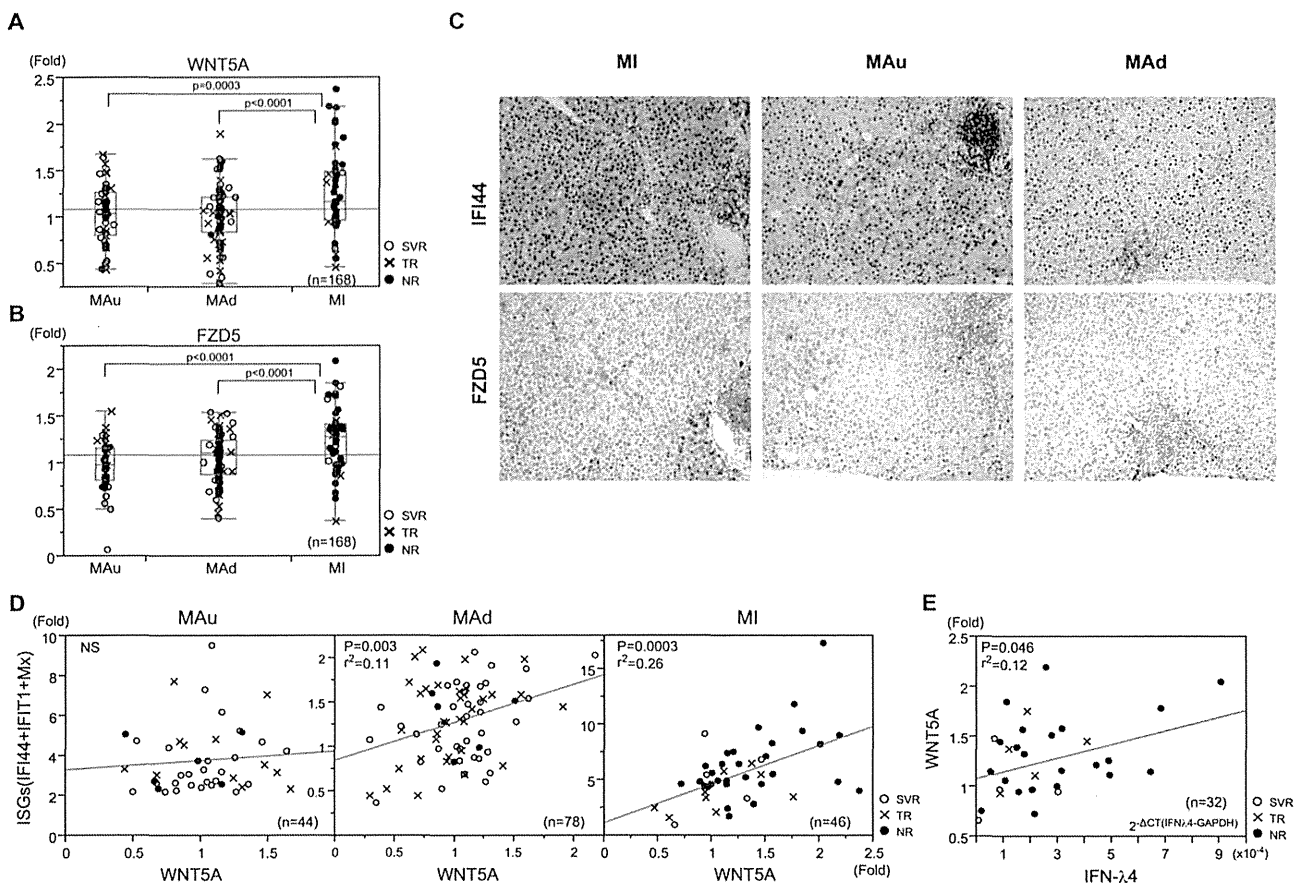 A
(Fold)
WNT5A
2.5
2
1.5
1
0.5
p=0.0003
p<0.0001
SVR
TR
NR
(n=168)
MAu
MAd
MI
B
(Fold)
FZD5
2
1.5
1
0.5
0
p<0.0001
p<0.0001
SVR
TR
NR
(n=168)
MAu
MAd
MI
C
MI
MAu
MAd
IFI44
FZD5
D
(Fold)
MAu
MAd
MI
ISGs(IFI44+IFIT1+Mx)
10
8
6
4
2
0
NS
(n=44)
0
0.5
1
1.5
WNT5A
P=0.003
r²=0.11
2
1.5
1
0.5
(n=78)
0.5
1
1.5
2
WNT5A
P=0.0003
r²=0.26
15
10
5
(n=46)
0
0.5
1
1.5
2
2.5
WNT5A
(Fold)
SVR
TR
NR
E
(Fold)
P=0.046
r²=0.12
WNT5A
2.5
2
1.5
1
0.5
0
(n=32)
2-ΔCT(IFNλ4-GAPDH)
SVR
TR
NR
1
3
5
7
9
(x10⁻⁴)
IFN-λ4